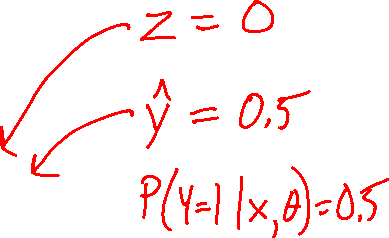 z = 0
ŷ = 0.5
P(Y=1|x,θ)=0.5